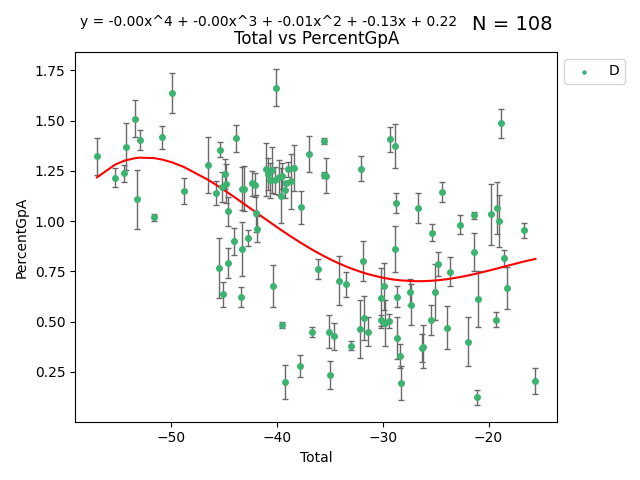 y = -0.00x^4 + -0.00x^3 + -0.01x^2 + -0.13x + 0.22 N = 108
Total vs PercentGpA
D
1.75
1.50
1.25
1.00
0.75
0.50
0.25
PercentGpA
−50 −40 −30 −20
Total